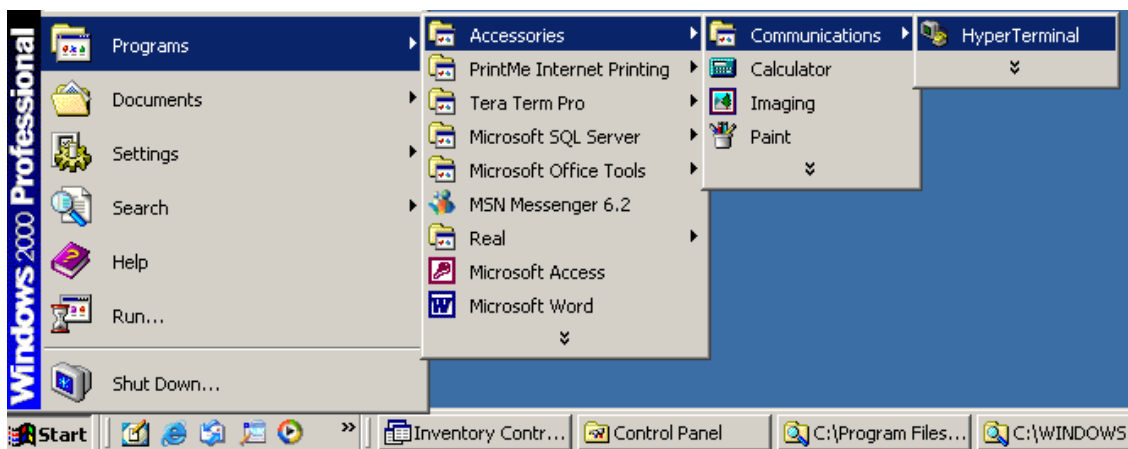 Windows 2000 Professional
Programs
Documents
Settings
Search
Help
Run...
Shut Down...
Accessories
PrintMe Internet Printing
Tera Term Pro
Microsoft SQL Server
Microsoft Office Tools
MSN Messenger 6.2
Real
Microsoft Access
Microsoft Word
Communications
Calculator
Imaging
Paint
HyperTerminal
Start
Inventory Contr...
Control Panel
C:\Program Files...
C:\WINDOWS